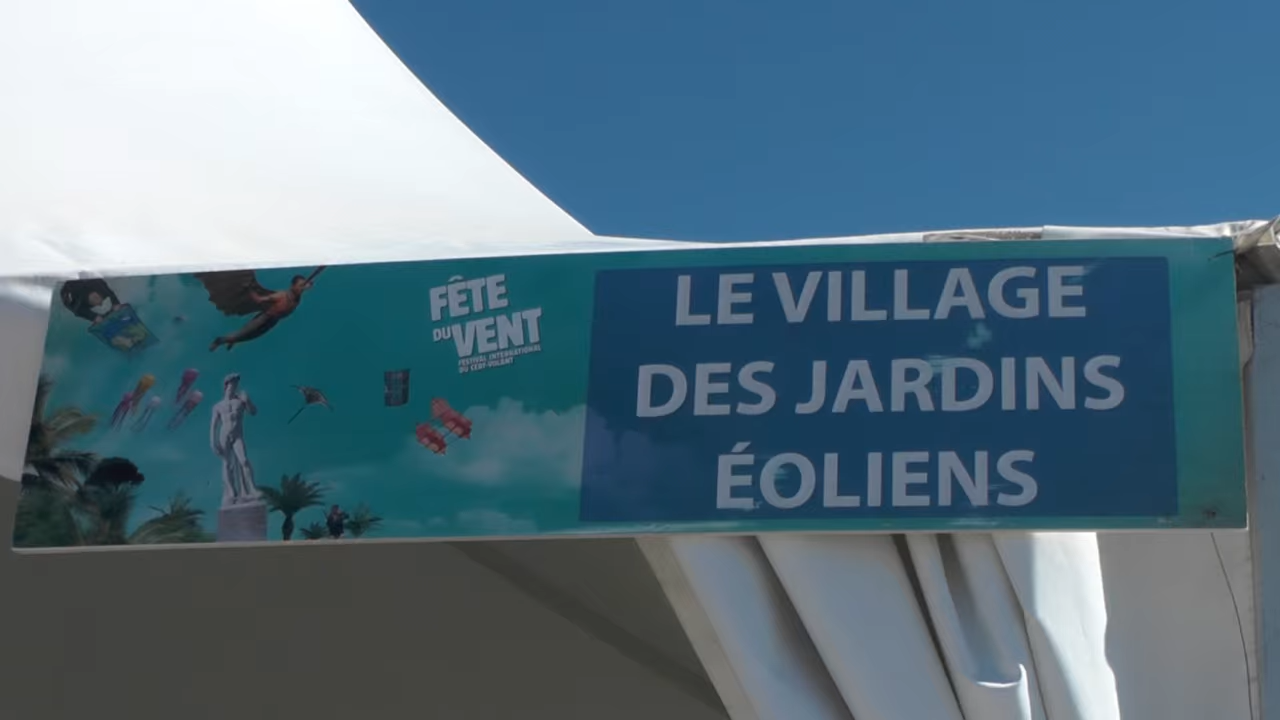 FÊTE
DU VENT
FESTIVAL INTERNATIONAL
DU CERF-VOLANT
LE VILLAGE
DES JARDINS
ÉOLIENS